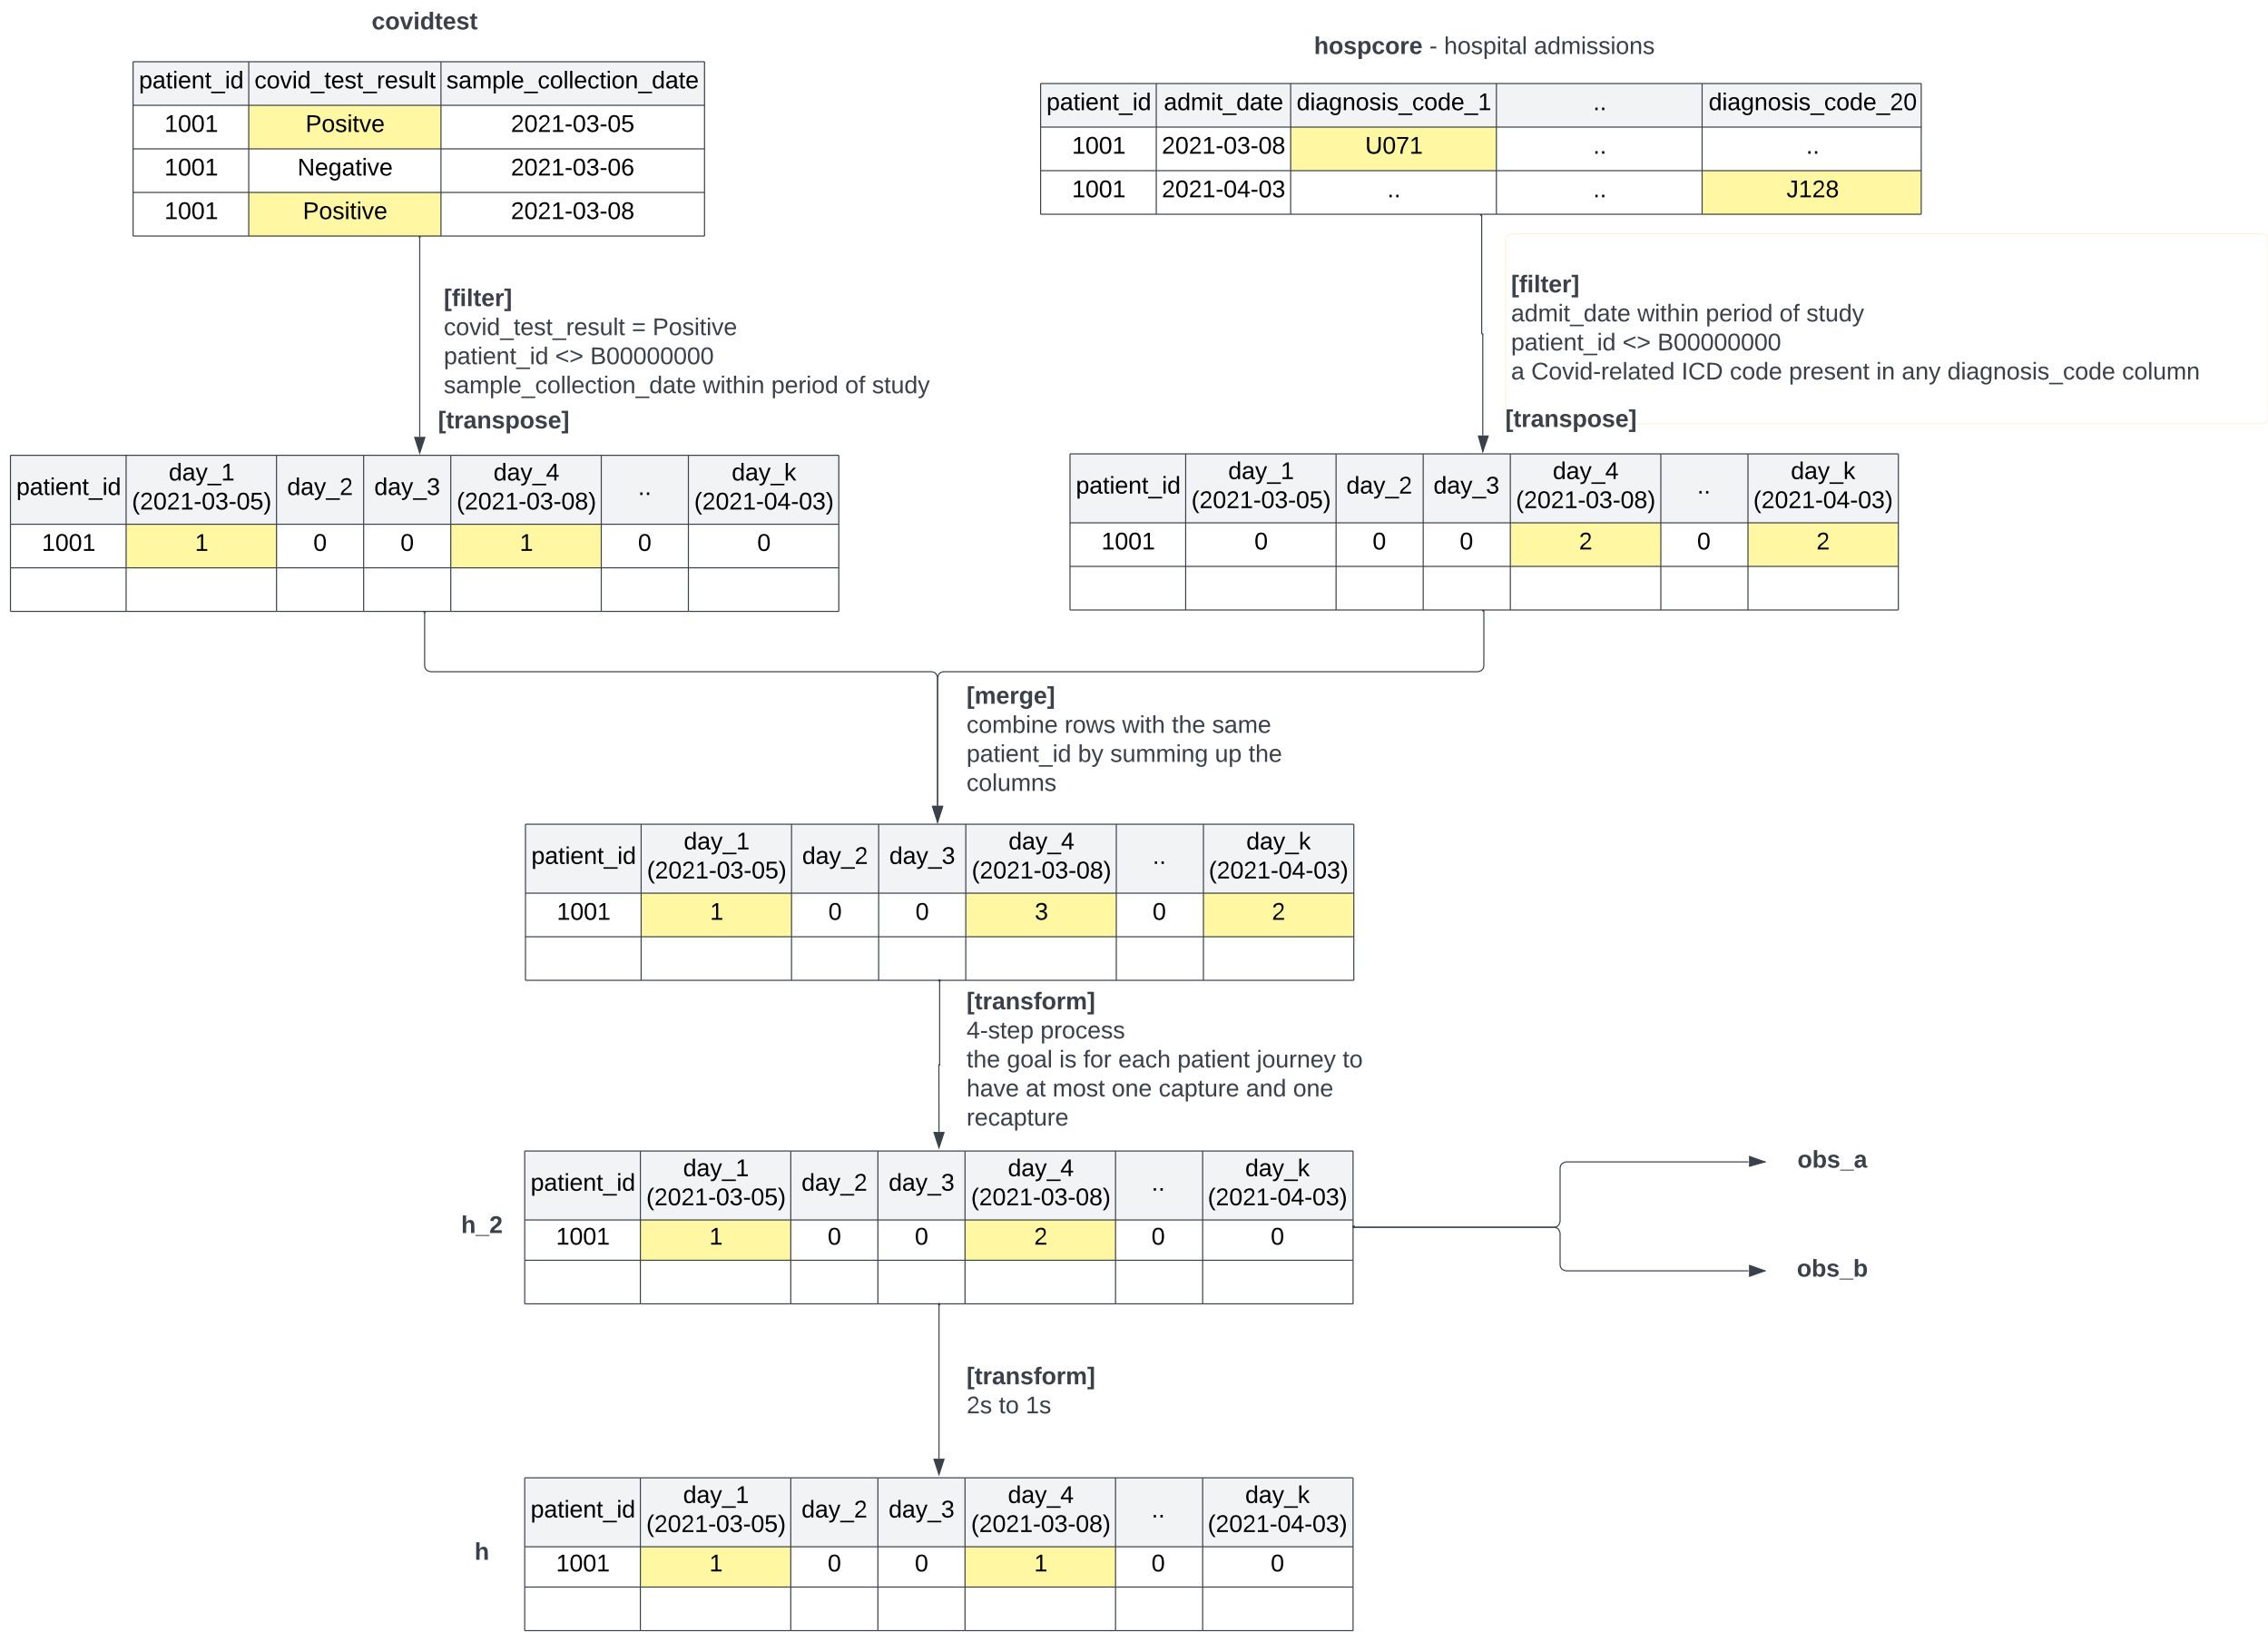 covidtest
patient_id covid_test_result sample_collection_date
1001 Positve 2021-03-05
1001 Negative 2021-03-06
1001 Positive 2021-03-08
hospcore - hospital admissions
patient_id admit_date diagnosis_code_1 .. diagnosis_code_20
1001 2021-03-08 U071 .. ..
1001 2021-04-03 .. .. J128
[filter]
covid_test_result = Positive
patient_id <> B00000000
sample_collection_date within period of study
[transpose]
[filter]
admit_date within period of study
patient_id <> B00000000
a Covid-related ICD code present in any diagnosis_code column
[transpose]
patient_id day_1 (2021-03-05) day_2 day_3 day_4 (2021-03-08) .. day_k (2021-04-03)
1001 1 0 0 1 0 0
patient_id day_1 (2021-03-05) day_2 day_3 day_4 (2021-03-08) .. day_k (2021-04-03)
1001 0 0 0 2 0 2
[merge]
combine rows with the same
patient_id by summing up the
columns
patient_id day_1 (2021-03-05) day_2 day_3 day_4 (2021-03-08) .. day_k (2021-04-03)
1001 1 0 0 3 0 2
[transform]
4-step process
the goal is for each patient journey to
have at most one capture and one
recapture
h_2
patient_id day_1 (2021-03-05) day_2 day_3 day_4 (2021-03-08) .. day_k (2021-04-03)
1001 1 0 0 2 0 0
obs_a
obs_b
[transform]
2s to 1s
h
patient_id day_1 (2021-03-05) day_2 day_3 day_4 (2021-03-08) .. day_k (2021-04-03)
1001 1 0 0 1 0 0